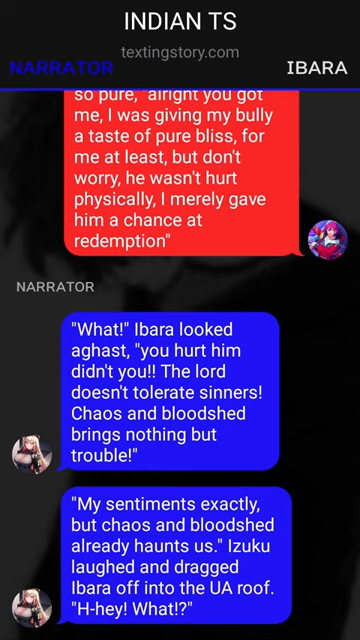 INDIAN TS
textingstory.com
NARRATOR
IBARA
so pure, "alright you got
me, I was giving my bully
a taste of pure bliss, for
me at least, but don't
worry, he wasn't hurt
physically, I merely gave
him a chance at
redemption"
NARRATOR
"What!" Ibara looked
aghast, "you hurt him
didn't you!! The lord
doesn't tolerate sinners!
Chaos and bloodshed
brings nothing but
trouble!"
"My sentiments exactly,
but chaos and bloodshed
already haunts us." Izuku
laughed and dragged
Ibara off into the UA roof.
"H-hey! What!?"